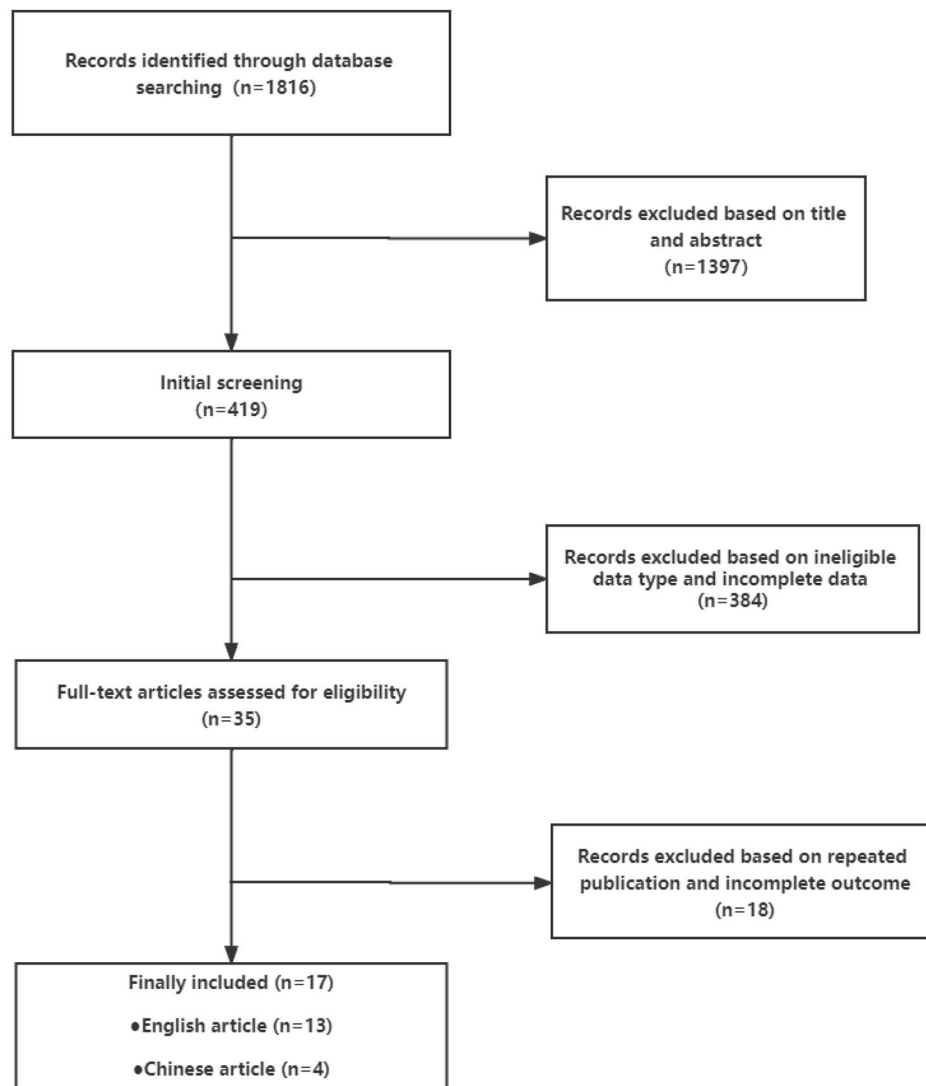 Records identified through database
searching (n=1816)
Records excluded based on title
and abstract
(n=1397)
Initial screening
(n=419)
Records excluded based on ineligible
data type and incomplete data
(n=384)
Full-text articles assessed for eligibility
(n=35)
Records excluded based on repeated
publication and incomplete outcome
(n=18)
Finally included (n=17)
●English article (n=13)
●Chinese article (n=4)